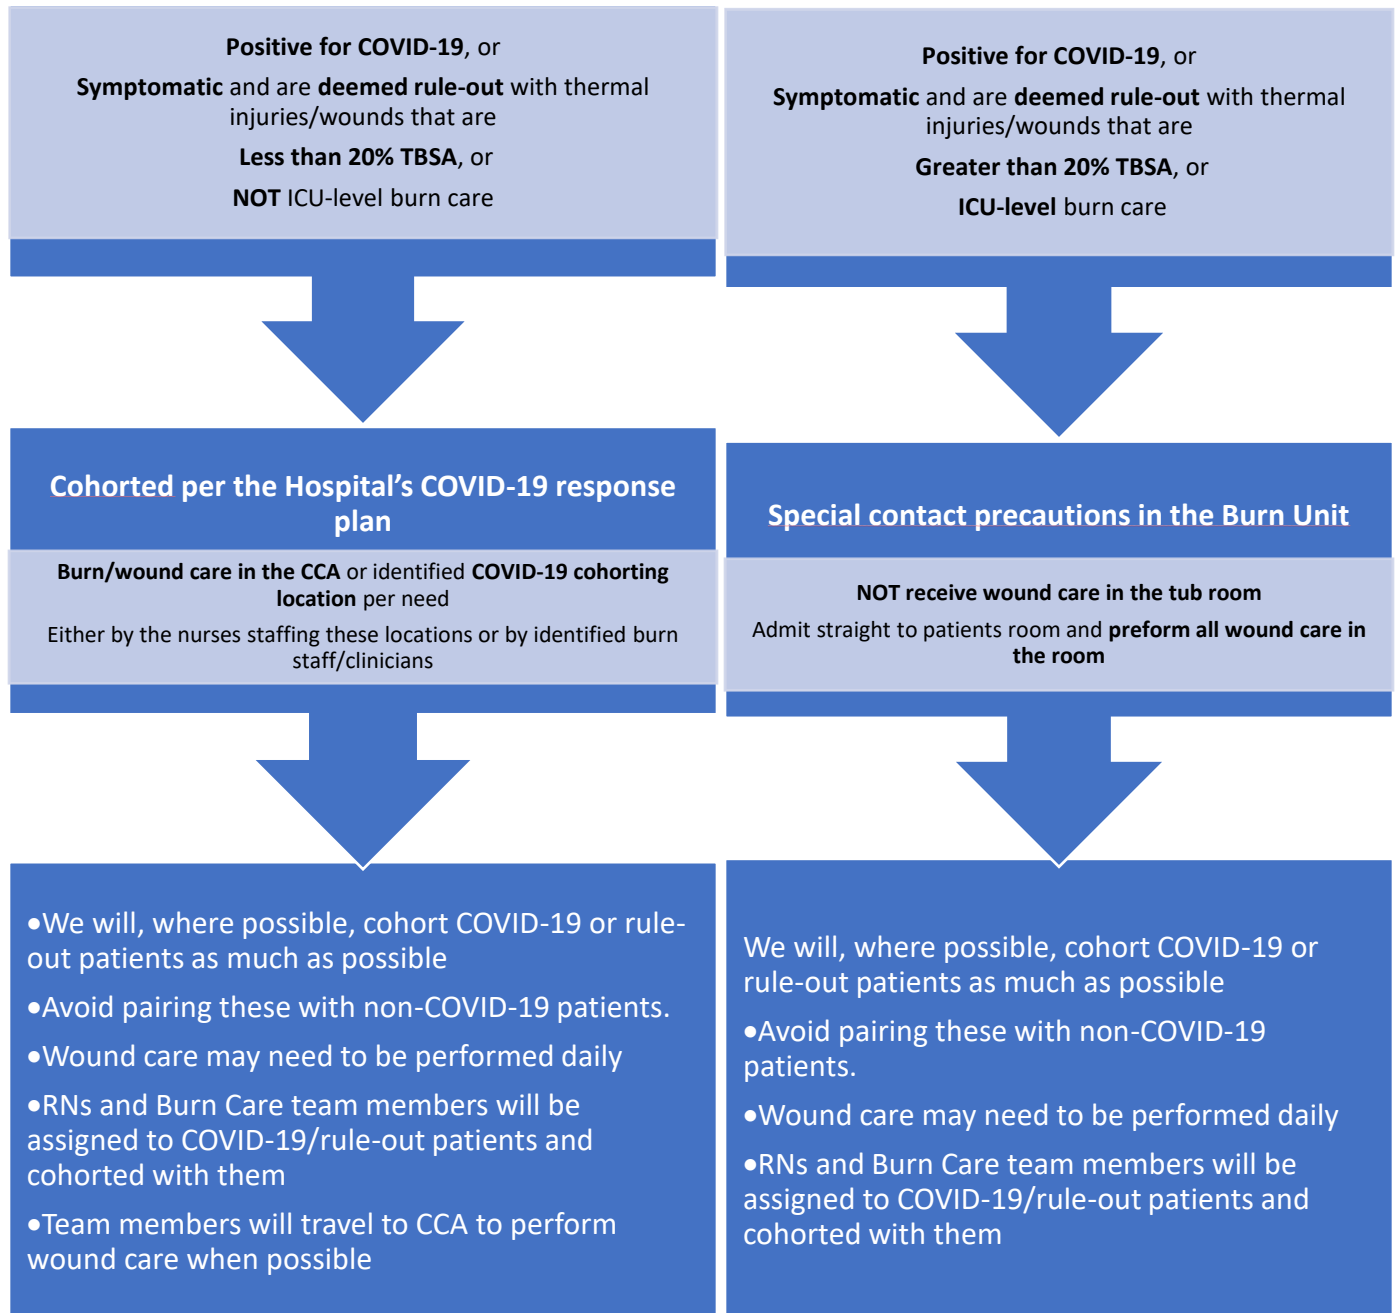 Positive for COVID-19, or
Symptomatic and are deemed rule-out with thermal
injuries/wounds that are
Less than 20% TBSA, or
NOT ICU-level burn care
Cohorted per the Hospital’s COVID-19 response
plan
Burn/wound care in the CCA or identified COVID-19 cohorting
location per need
Either by the nurses staffing these locations or by identified burn
staff/clinicians
•We will, where possible, cohort COVID-19 or rule-
out patients as much as possible
•Avoid pairing these with non-COVID-19 patients.
•Wound care may need to be performed daily
•RNs and Burn Care team members will be
assigned to COVID-19/rule-out patients and
cohorted with them
•Team members will travel to CCA to perform
wound care when possible
Positive for COVID-19, or
Symptomatic and are deemed rule-out with thermal
injuries/wounds that are
Greater than 20% TBSA, or
ICU-level burn care
Special contact precautions in the Burn Unit
NOT receive wound care in the tub room
Admit straight to patients room and preform all wound care in
the room
We will, where possible, cohort COVID-19 or
rule-out patients as much as possible
•Avoid pairing these with non-COVID-19
patients.
•Wound care may need to be performed daily
•RNs and Burn Care team members will be
assigned to COVID-19/rule-out patients and
cohorted with them